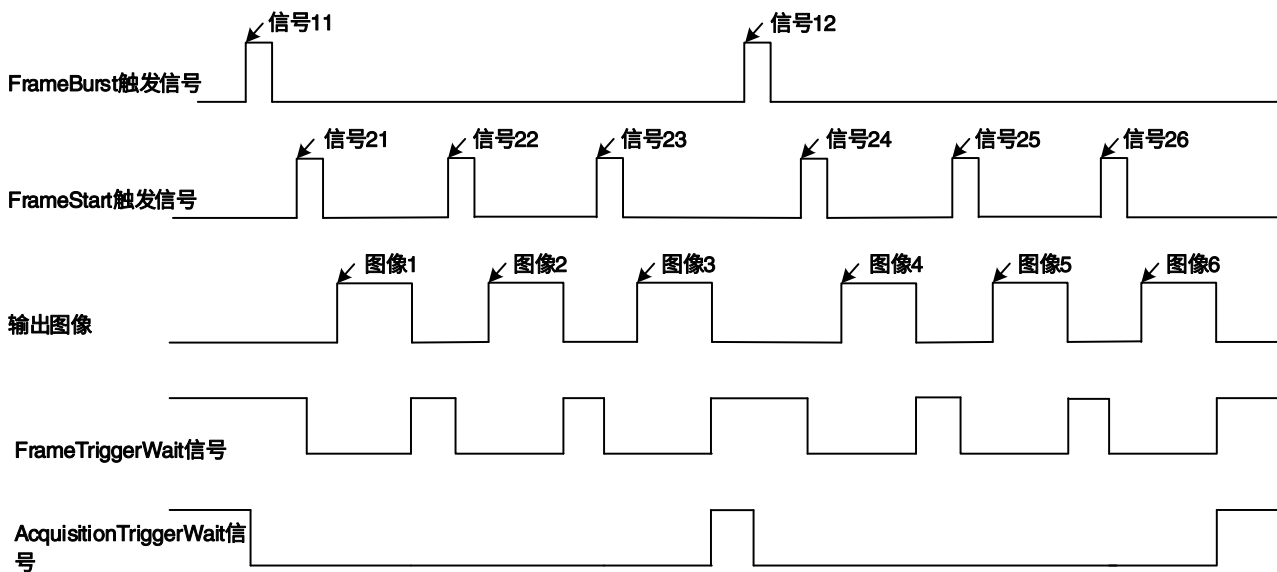 信号11
信号12
FrameBurst触发信号
信号21
信号22
信号23
信号24
信号25
信号26
FrameStart触发信号
图像1
图像2
图像3
图像4
图像5
图像6
输出图像
FrameTriggerWait信号
AcquisitionTriggerWait信
号